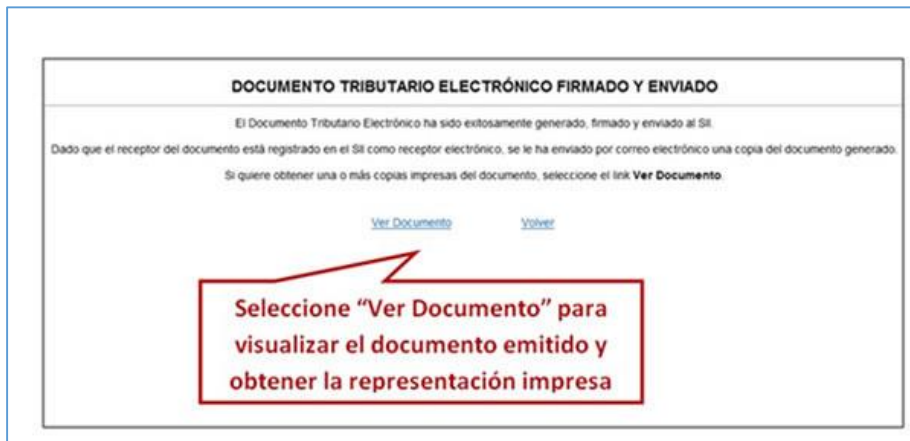 DOCUMENTO TRIBUTARIO ELECTRÓNICO FIRMADO Y ENVIADO
El Documento Tributario Electrónico ha sido exitosamente generado, firmado y enviado al SII.
Dado que el receptor del documento está registrado en el SII como receptor electrónico, se le ha enviado por correo electrónico una copia del documento generado.
Si quiere obtener una o más copias impresas del documento, seleccione el link Ver Documento.
Ver Documento Volver
Seleccione “Ver Documento” para
visualizar el documento emitido y
obtener la representación impresa